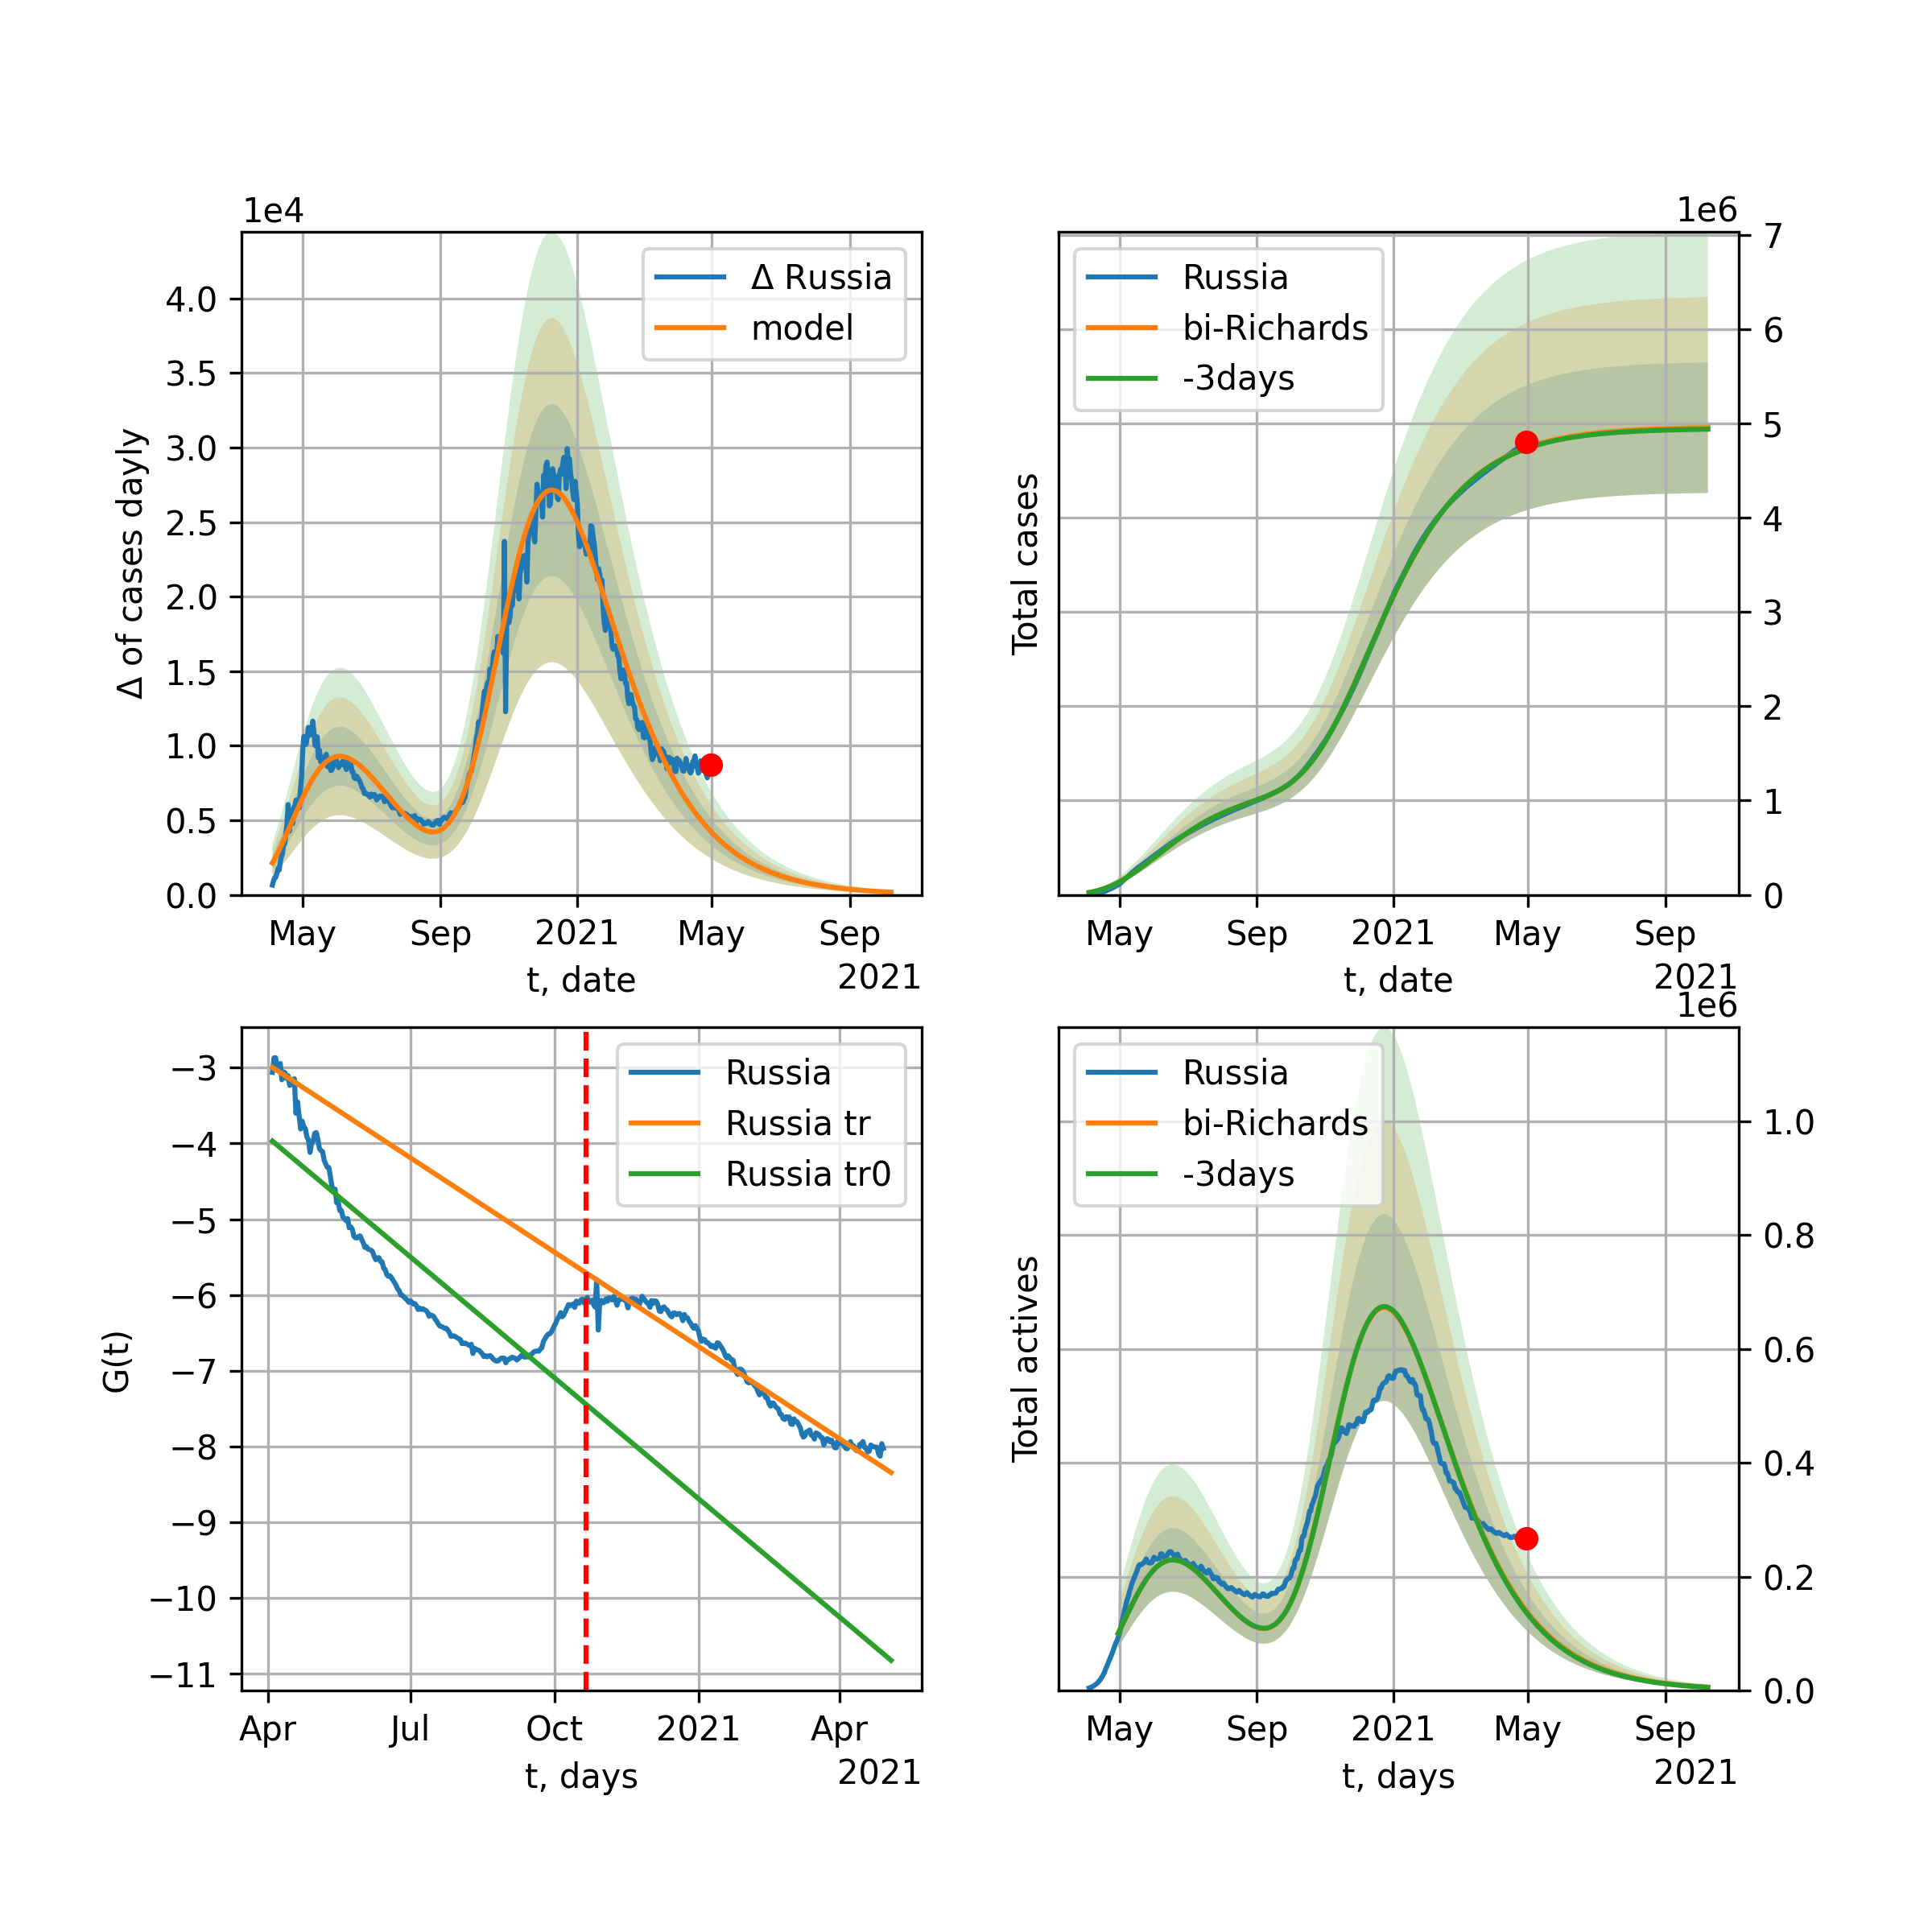 1e4
Δ of cases dayly
4.0
3.5
3.0
2.5
2.0
1.5
1.0
0.5
0.0
Δ Russia
model
May
Sep
2021
May
Sep
t, date
2021
1e6
Total cases
Russia
bi-Richards
-3days
7
6
5
4
3
2
1
0
May
Sep
2021
May
Sep
t, date
2021
G(t)
−3
−4
−5
−6
−7
−8
−9
−10
−11
Russia
Russia tr
Russia tr0
Apr
Jul
Oct
2021
Apr
t, days
2021
1e6
Total actives
Russia
bi-Richards
-3days
1.0
0.8
0.6
0.4
0.2
0.0
May
Sep
2021
May
Sep
t, days
2021